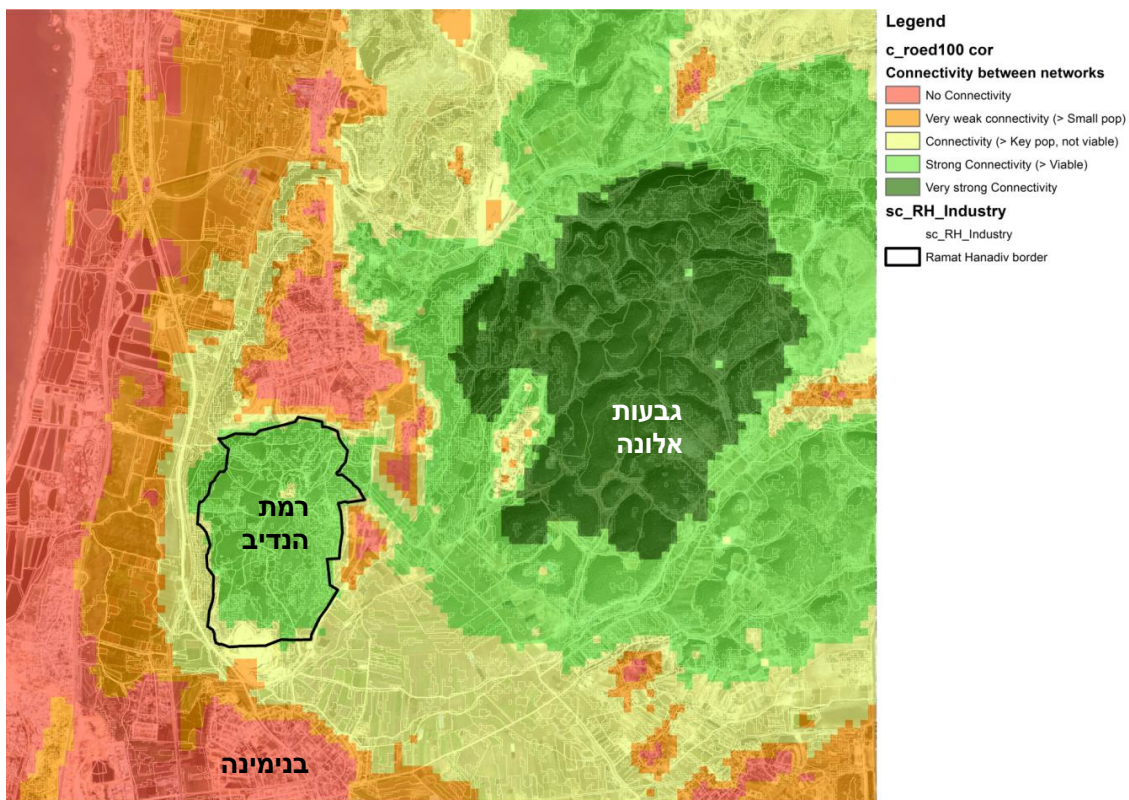 Legend
c_roed100 cor
Connectivity between networks
No Connectivity
Very weak connectivity (> Small pop)
Connectivity (> Key pop, not viable)
Strong Connectivity (> Viable)
Very strong Connectivity
sc_RH_Industry
sc_RH_Industry
Ramat Hanadiv border
גבעות
אלונה
רמת
הנדיב
בנימינה